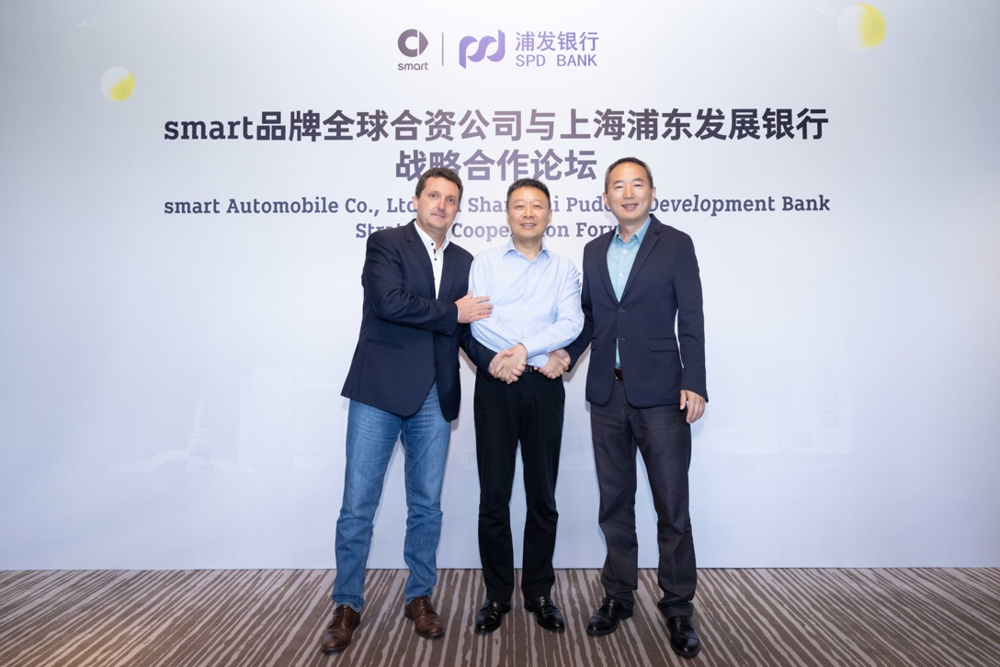 smart
浦发银行
SPD BANK
smart品牌全球合资公司与上海浦东发展银行
战略合作论坛
smart Automobile Co., Development Bank